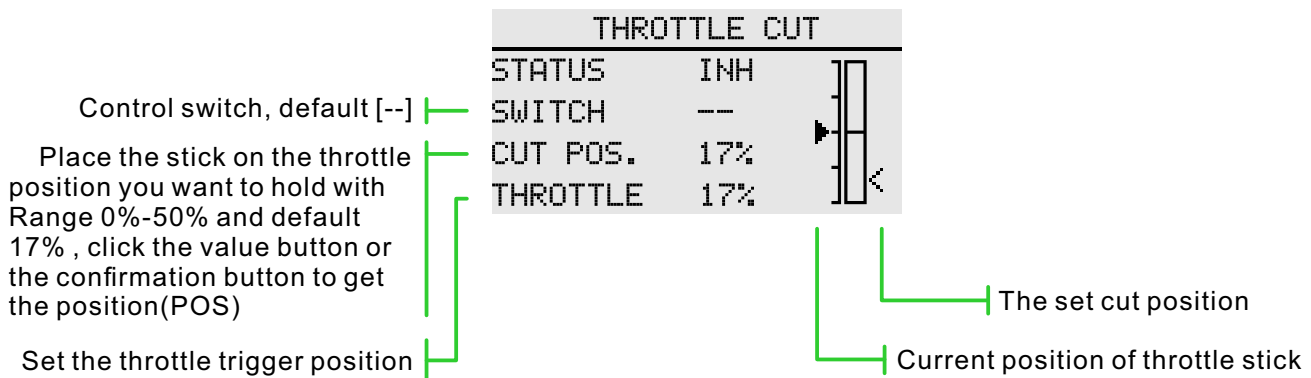 THROTTLE CUT
STATUS INH
SWITCH --
CUT POS. 17%
THROTTLE 17%
Control switch, default [--]
Place the stick on the throttle
position you want to hold with
Range 0%-50% and default
17% , click the value button or
the confirmation button to get
the position(POS)
Set the throttle trigger position
The set cut position
Current position of throttle stick